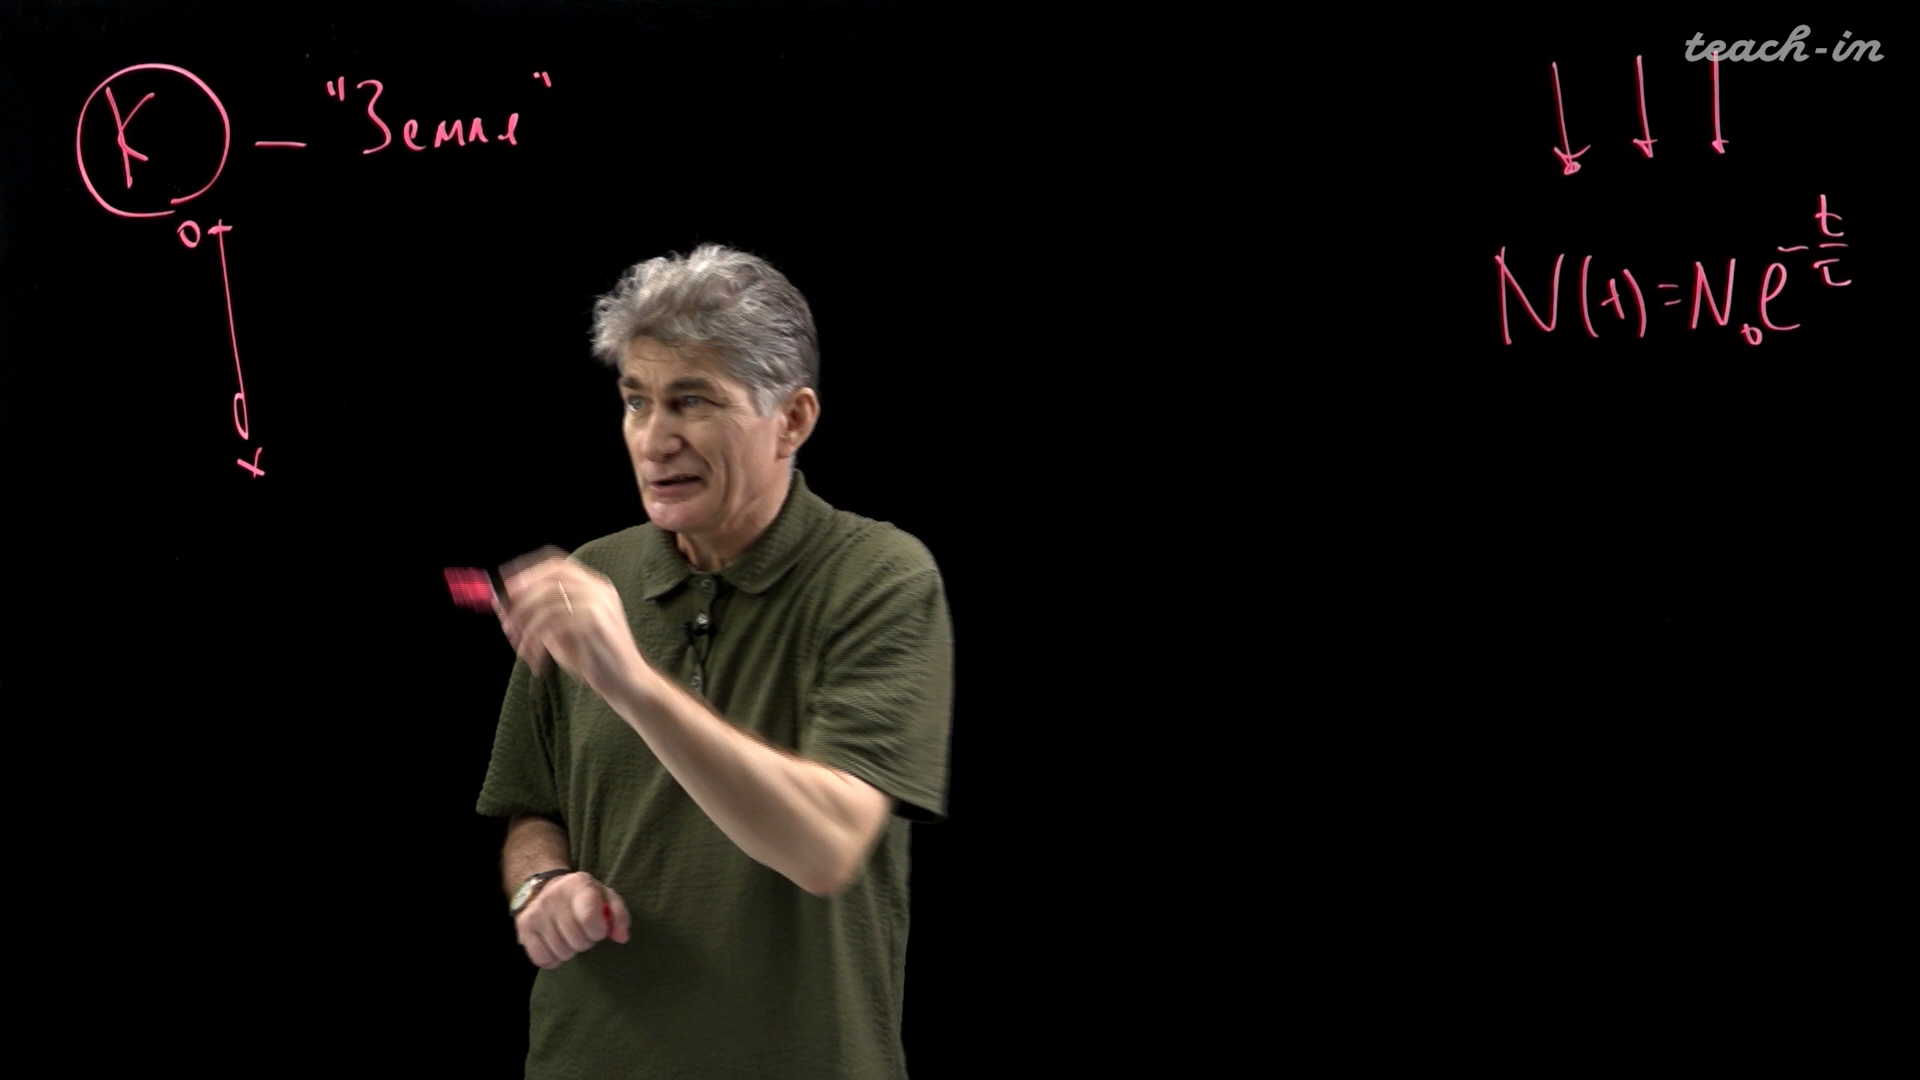 K — "Земля"
0
x
teach-in
N(t)=N₀e^{-t/τ}